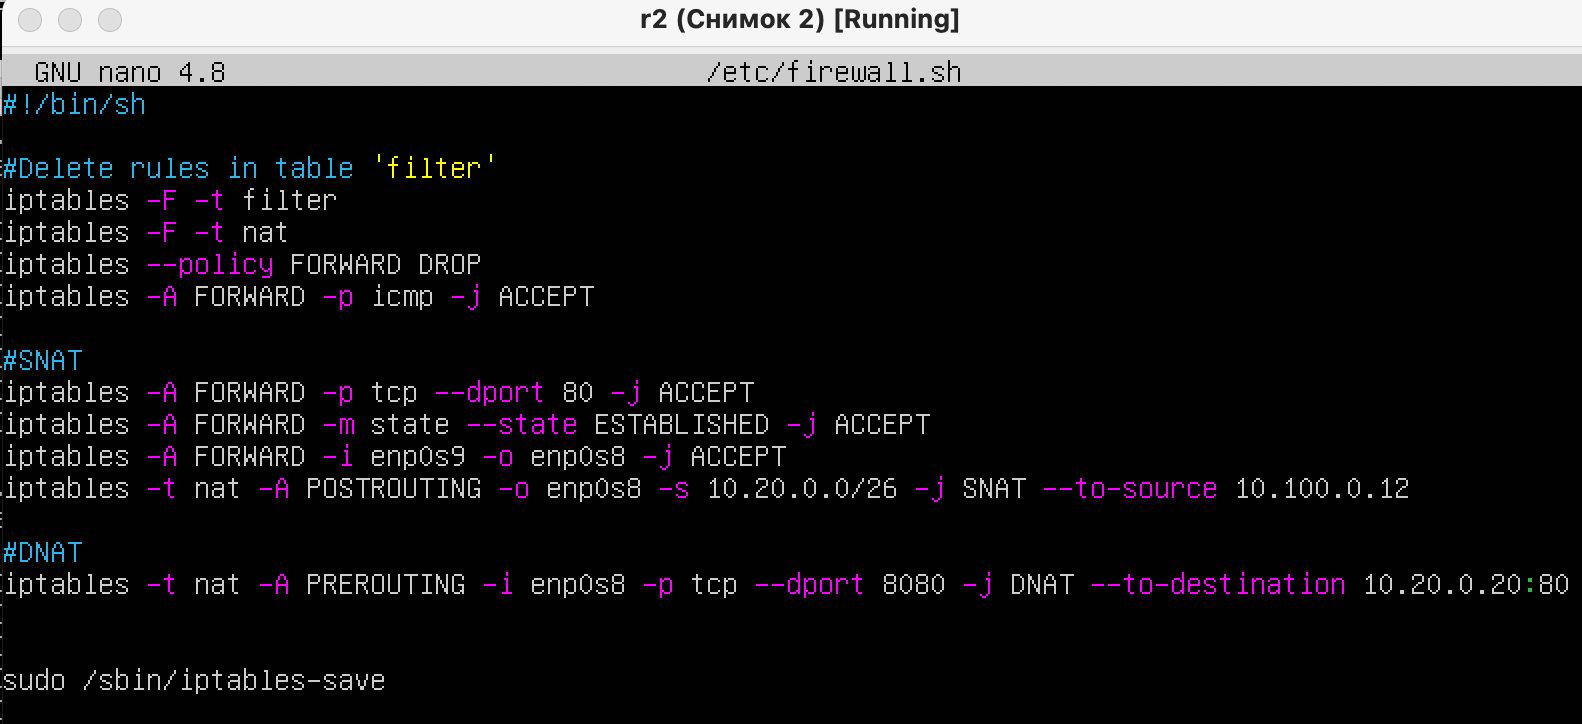 r2 (Снимок 2) [Running]
GNU nano 4.8 /etc/firewall.sh
#!/bin/sh
#Delete rules in table 'filter'
iptables -F -t filter
iptables -F -t nat
iptables --policy FORWARD DROP
iptables -A FORWARD -p icmp -j ACCEPT
#SNAT
iptables -A FORWARD -p tcp --dport 80 -j ACCEPT
iptables -A FORWARD -m state --state ESTABLISHED -j ACCEPT
iptables -A FORWARD -i enp0s9 -o enp0s8 -j ACCEPT
iptables -t nat -A POSTROUTING -o enp0s8 -s 10.20.0.0/26 -j SNAT --to-source 10.100.0.12
#DNAT
iptables -t nat -A PREROUTING -i enp0s8 -p tcp --dport 8080 -j DNAT --to-destination 10.20.0.20:80
sudo /sbin/iptables-save